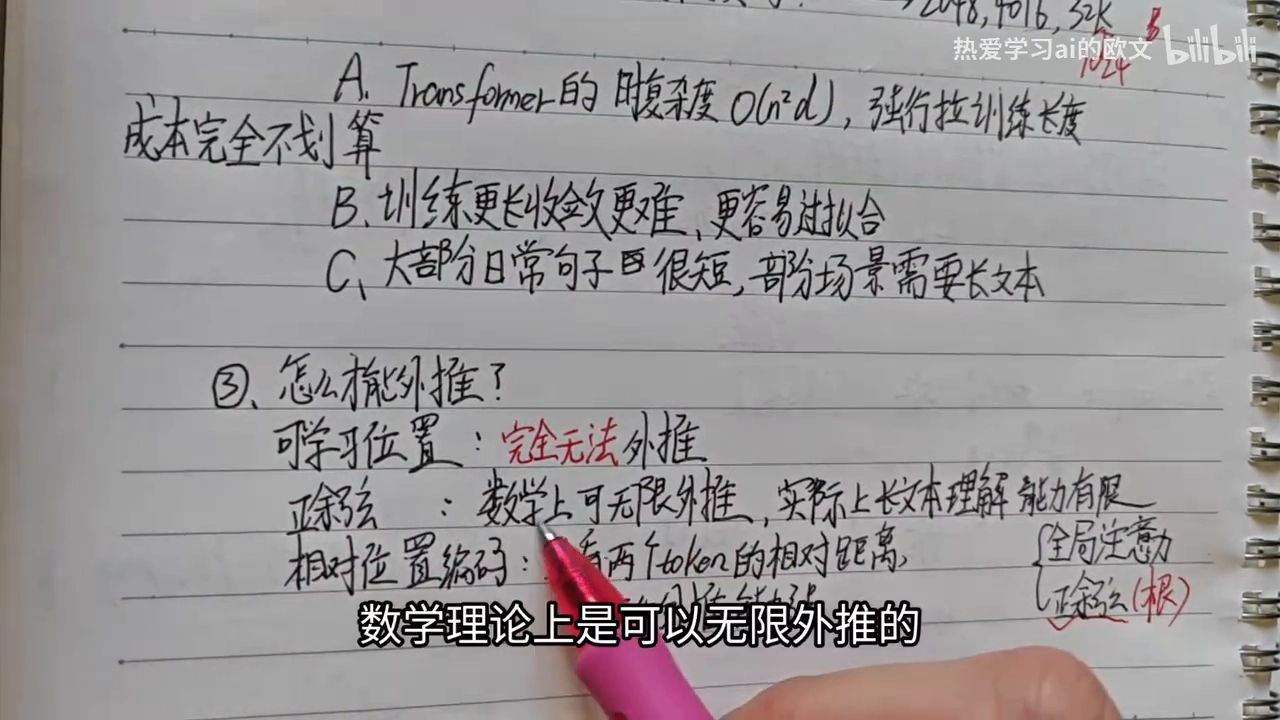 2048, 4016, 32k
热爱学习ai的欧文 bilibili
1024
A. Transformer的时复杂度O(n²d), 强行拉训练长度
成本完全不划算
B、训练更长收敛更难、更容易过拟合
C、大部分日常句子 很短, 部分场景需要长文本
③、怎么才能外推?
可学习位置:完全无法外推
正余弦 : 数学上可无限外推, 实际上长文本理解能力有限
相对位置编码: 看两个token的相对距离,
全局注意力
正余弦(根)
数学理论上是可以无限外推的